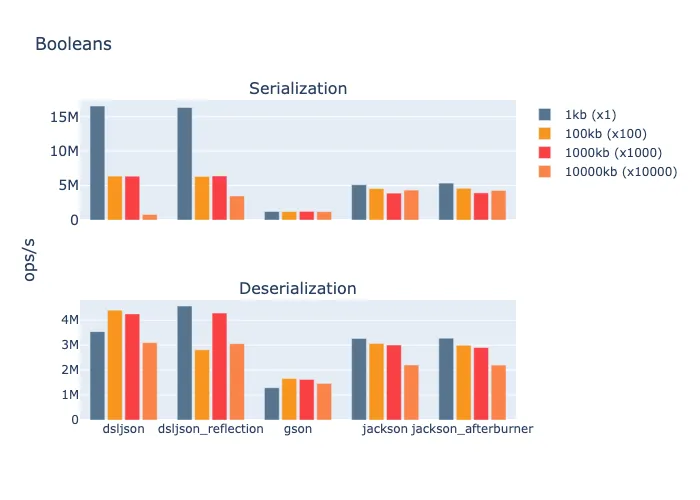 Booleans
Serialization
15M
10M
5M
0
1kb (x1)
100kb (x100)
1000kb (x1000)
10000kb (x10000)
ops/s
Deserialization
4M
3M
2M
1M
0
dsljson dsljson_reflection gson jackson jackson_afterburner